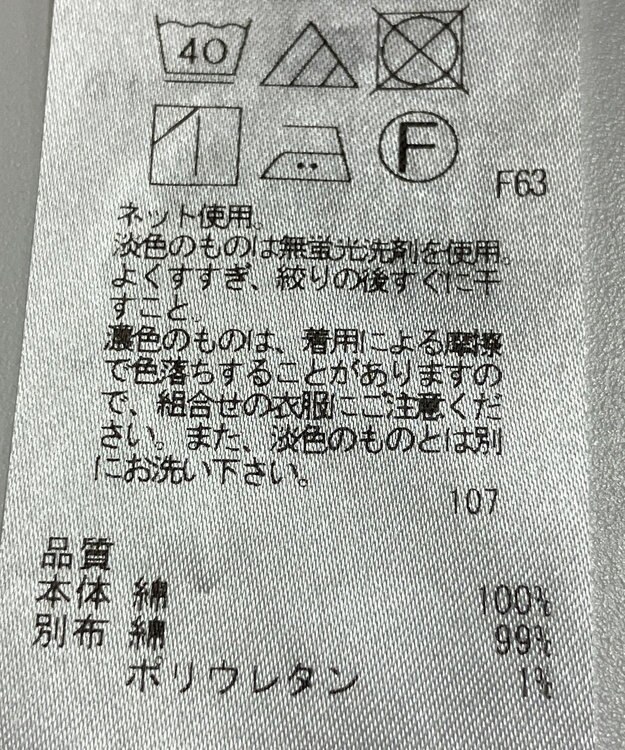 40
F
F63
ネット使用。
淡色のものは無蛍光洗剤を使用。
よくすすぎ、絞りの後すぐに干
すこと。
濃色のものは、着用による摩擦
で色落ちすることがありますの
で、組合せの衣服にご注意くだ
さい。また、淡色のものとは別
にお洗い下さい。
107
品質
本体 綿 100%
別布 綿 99%
ポリウレタン 1%